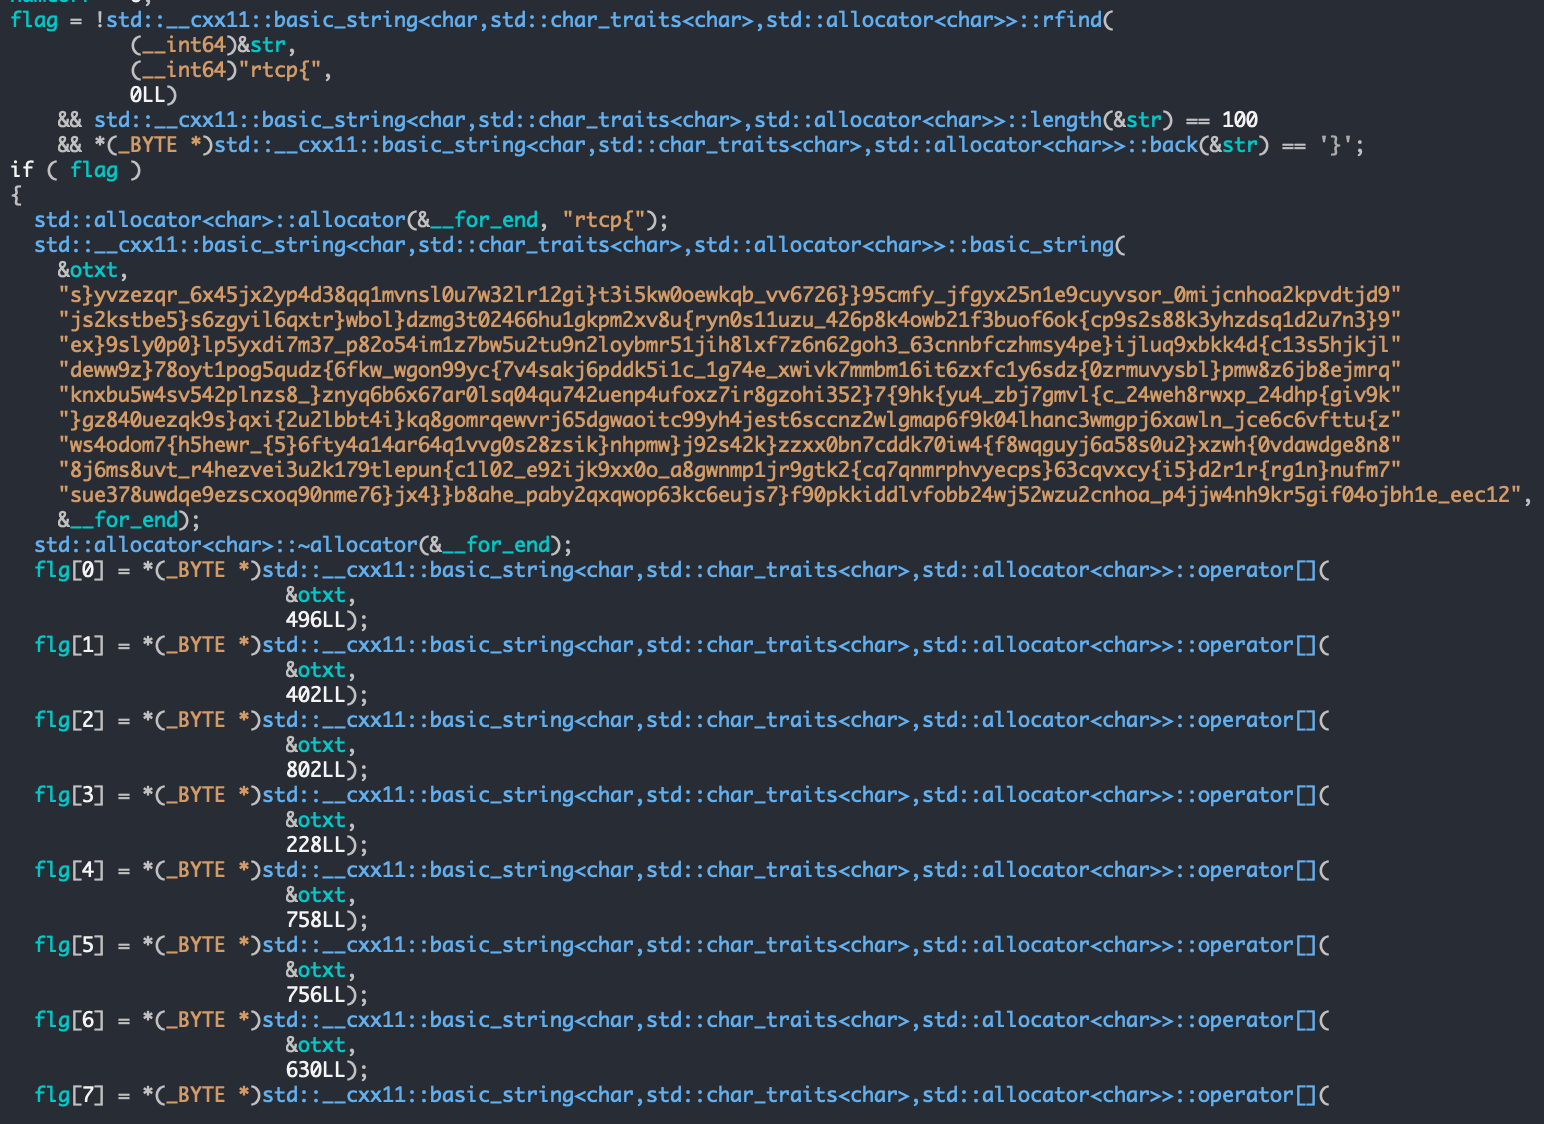 flag = !std::__cxx11::basic_string<char,std::char_traits<char>,std::allocator<char>>::rfind(
(__int64)&str,
(__int64)"rtcp{",
0LL)
&& std::__cxx11::basic_string<char,std::char_traits<char>,std::allocator<char>>::length(&str) == 100
&& *(_BYTE *)std::__cxx11::basic_string<char,std::char_traits<char>,std::allocator<char>>::back(&str) == '}';
if ( flag )
{
std::allocator<char>::allocator(&__for_end, "rtcp{");
std::__cxx11::basic_string<char,std::char_traits<char>,std::allocator<char>>::basic_string(
&otxt,
"s}yvzezqr_6x45jx2yp4d38qq1mvnsl0u7w32lr12gi}t3i5kw0oewkqb_vv6726}}95cmfy_jfgyx25n1e9cuyvsor_0mijcnhoa2kpvdtjd9"
"js2kstbe5}s6zgyil6qxtr}wbol}dzmg3t02466hu1gkpm2xv8u{ryn0s11uzu_426p8k4owb21f3buof6ok{cp9s2s88k3yhzdsq1d2u7n3}9"
"ex}9sly0p0}lp5yxdi7m37_p82o54im1z7bw5u2tu9n2loybmr51jih8lxf7z6n62goh3_63cnnbfczhmsy4pe}ijluq9xbkk4d{c13s5hjkjl"
"deww9z}78oyt1pog5qudz{6fkw_wgon99yc{7v4sakj6pddk5i1c_1g74e_xwivk7mmbm16it6zxfc1y6sdz{0zrmuvysbl}pmw8z6jb8ejmrq"
"knxbu5w4sv542plnzs8_}znyq6b6x67ar0lsq04qu742uenp4ufoxz7ir8gzohi352}7{9hk{yu4_zbj7gmvl{c_24weh8rwxp_24dhp{giv9k"
"}gz840uezqk9s}qxi{2u2lbbt4i}kq8gomrqewvrj65dgwaoitc99yh4jest6sccnz2wlgmap6f9k04lhanc3wmgpj6xawln_jce6c6vfttu{z"
"ws4odom7{h5hewr_{5}6fty4a14ar64q1vvg0s28zsik}nhpmw}j92s42k}zzxx0bn7cddk70iw4{f8wqguyj6a58s0u2}xzwh{0vdawdge8n8"
"8j6ms8uvt_r4hezvei3u2k179tlepun{c1l02_e92ijk9xx0o_a8gwnmp1jr9gtk2{cq7qnmrphvyecps}63cqvxcy{i5}d2r1r{rg1n}nufm7"
"sue378uwdqe9ezscxoq90nme76}jx4}}b8ahe_paby2qxqwop63kc6eujs7}f90pkkiddlvfobb24wj52wzu2cnhoa_p4jjw4nh9kr5gif04ojbh1e_eec12",
&__for_end);
std::allocator<char>::~allocator(&__for_end);
flg[0] = *(_BYTE *)std::__cxx11::basic_string<char,std::char_traits<char>,std::allocator<char>>::operator[](
&otxt,
496LL);
flg[1] = *(_BYTE *)std::__cxx11::basic_string<char,std::char_traits<char>,std::allocator<char>>::operator[](
&otxt,
402LL);
flg[2] = *(_BYTE *)std::__cxx11::basic_string<char,std::char_traits<char>,std::allocator<char>>::operator[](
&otxt,
802LL);
flg[3] = *(_BYTE *)std::__cxx11::basic_string<char,std::char_traits<char>,std::allocator<char>>::operator[](
&otxt,
228LL);
flg[4] = *(_BYTE *)std::__cxx11::basic_string<char,std::char_traits<char>,std::allocator<char>>::operator[](
&otxt,
758LL);
flg[5] = *(_BYTE *)std::__cxx11::basic_string<char,std::char_traits<char>,std::allocator<char>>::operator[](
&otxt,
756LL);
flg[6] = *(_BYTE *)std::__cxx11::basic_string<char,std::char_traits<char>,std::allocator<char>>::operator[](
&otxt,
630LL);
flg[7] = *(_BYTE *)std::__cxx11::basic_string<char,std::char_traits<char>,std::allocator<char>>::operator[](